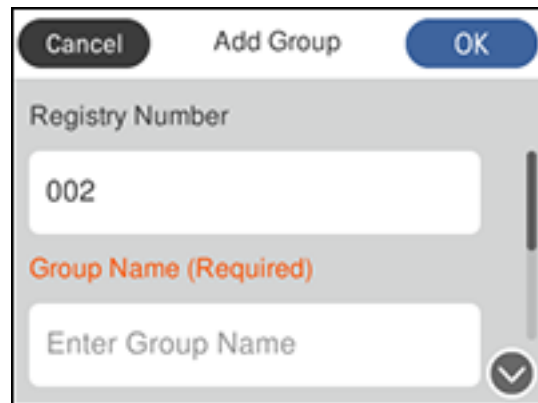 Cancel Add Group OK
Registry Number
002
Group Name (Required)
Enter Group Name